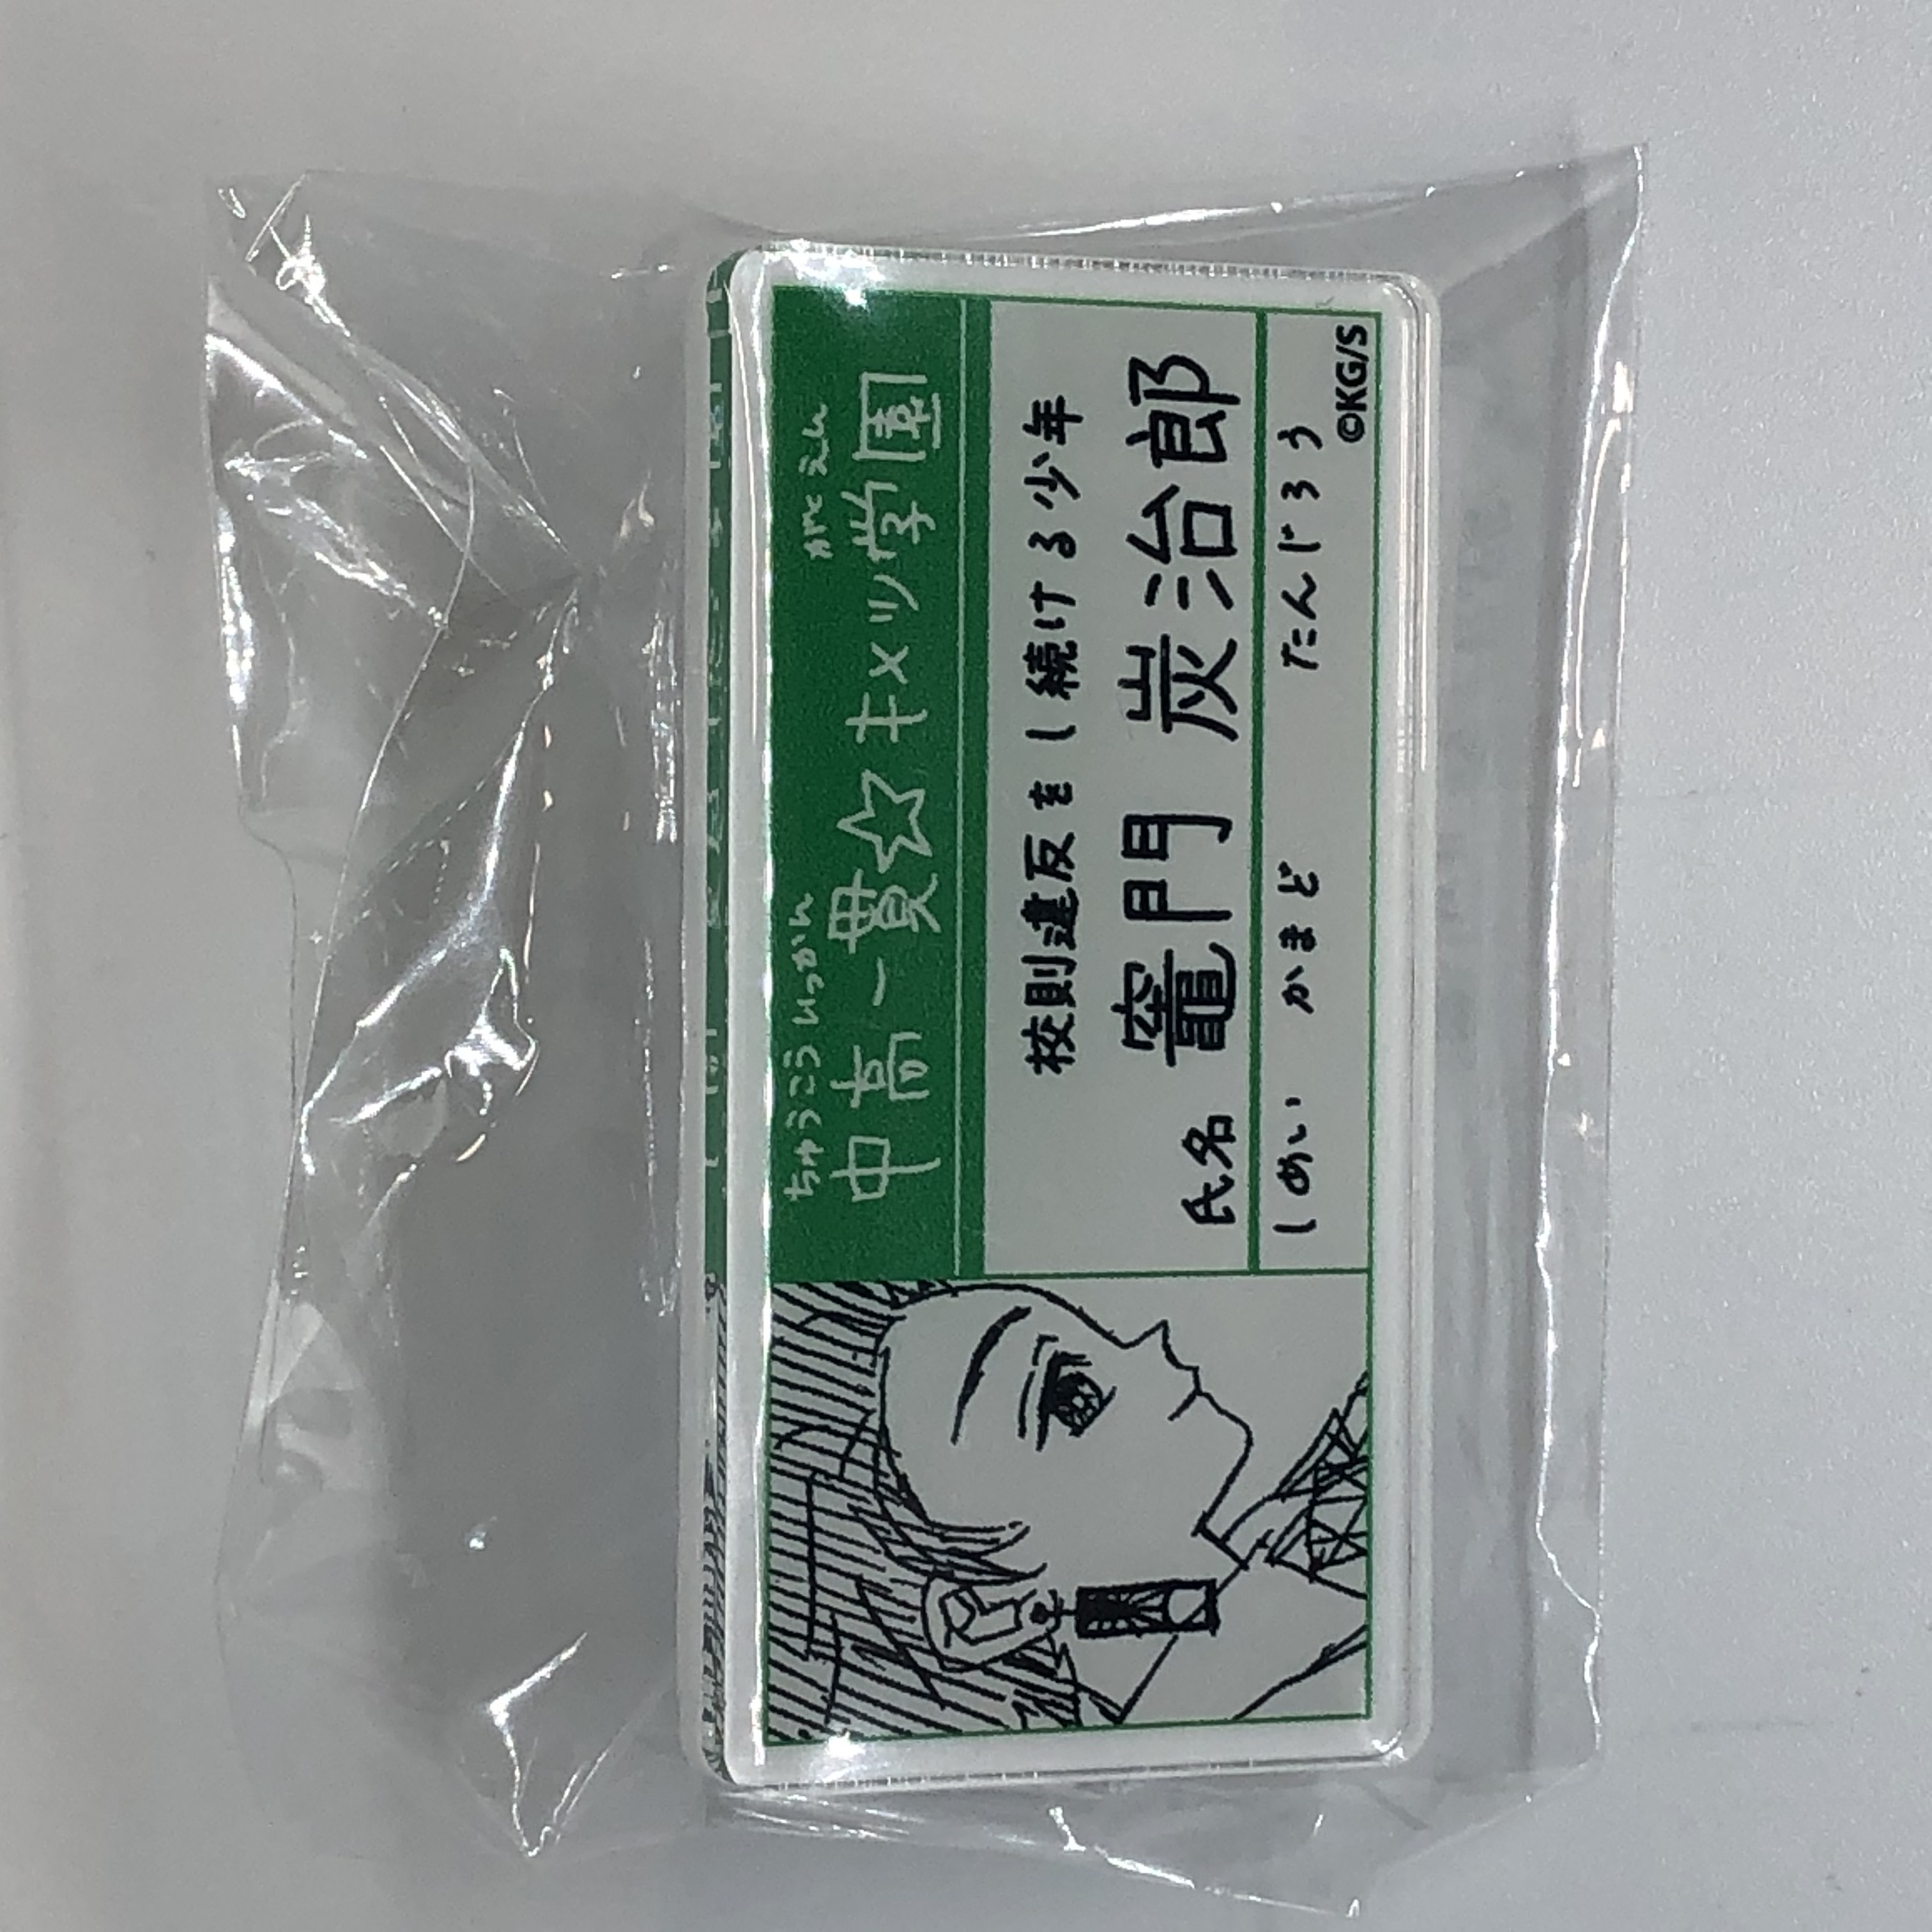 ちゅうこういっかん がくえん
中高一貫☆キメツ学園
校則違反をし続ける少年
氏名 竈門 炭治郎
しめい かまど たんじろう
©KG/S